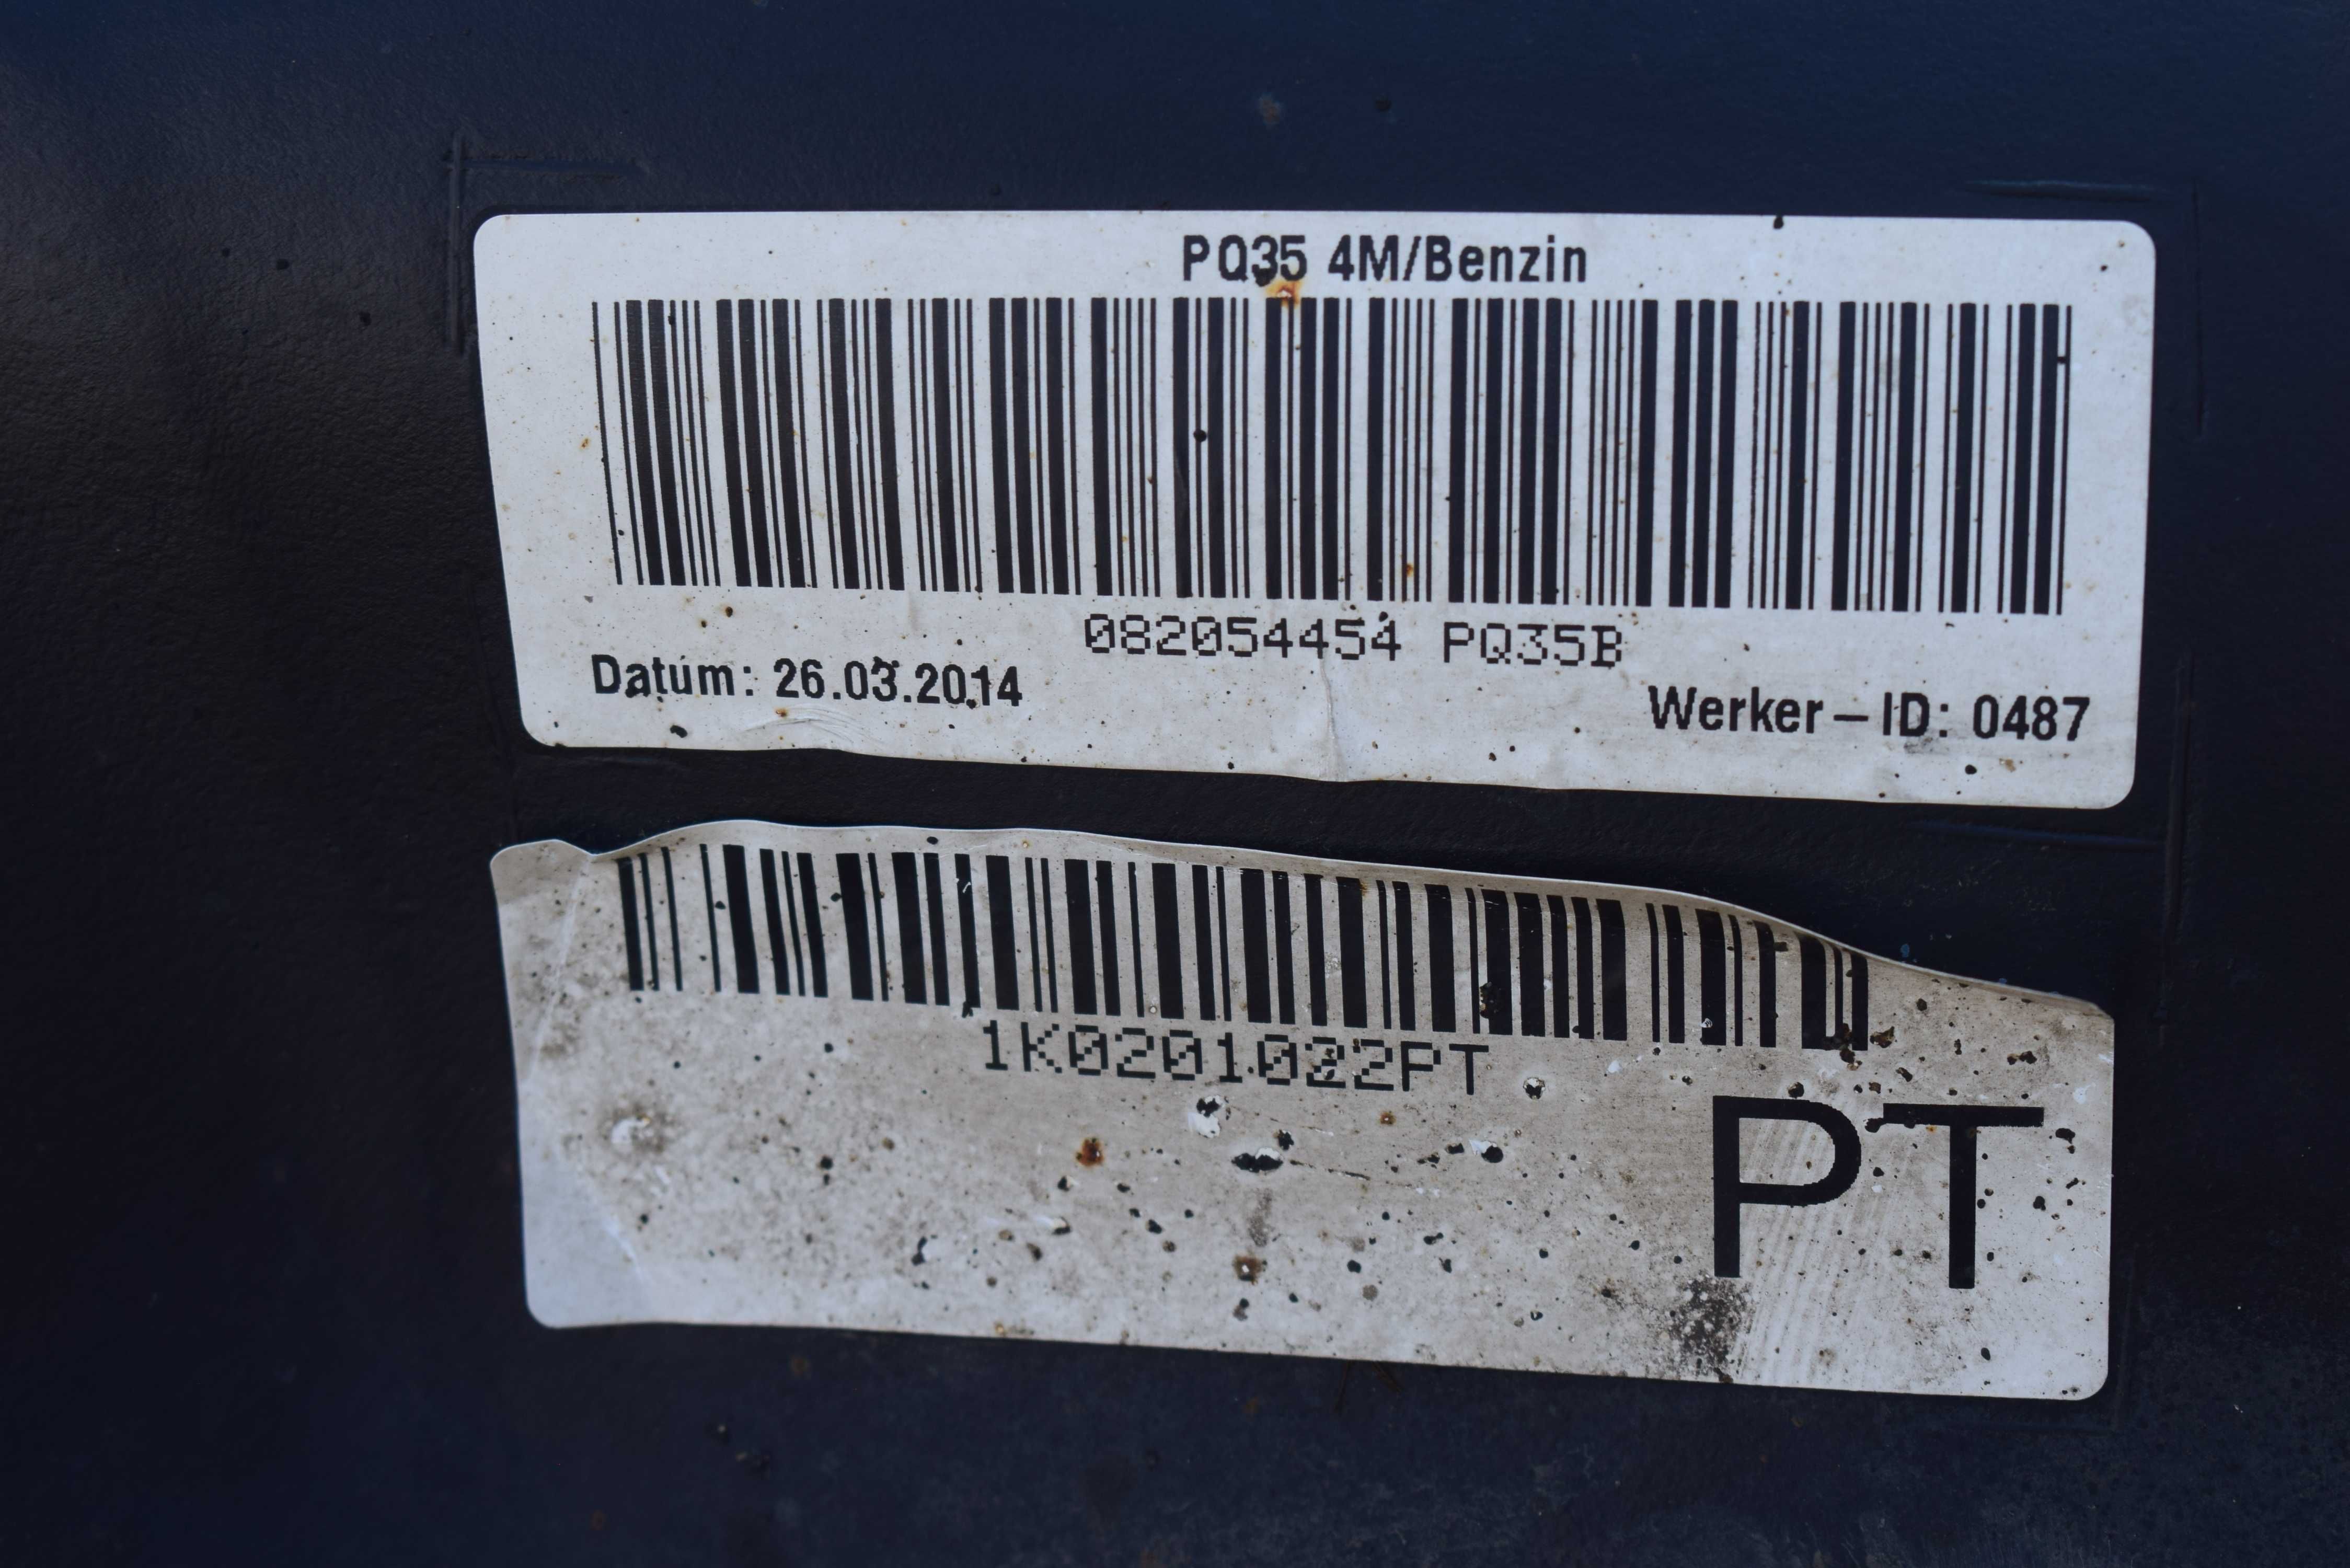 PQ35 4M/Benzin
082054454 PQ35B
Datum: 26.03.2014
Werker-ID: 0487
1K0201022PT
PT